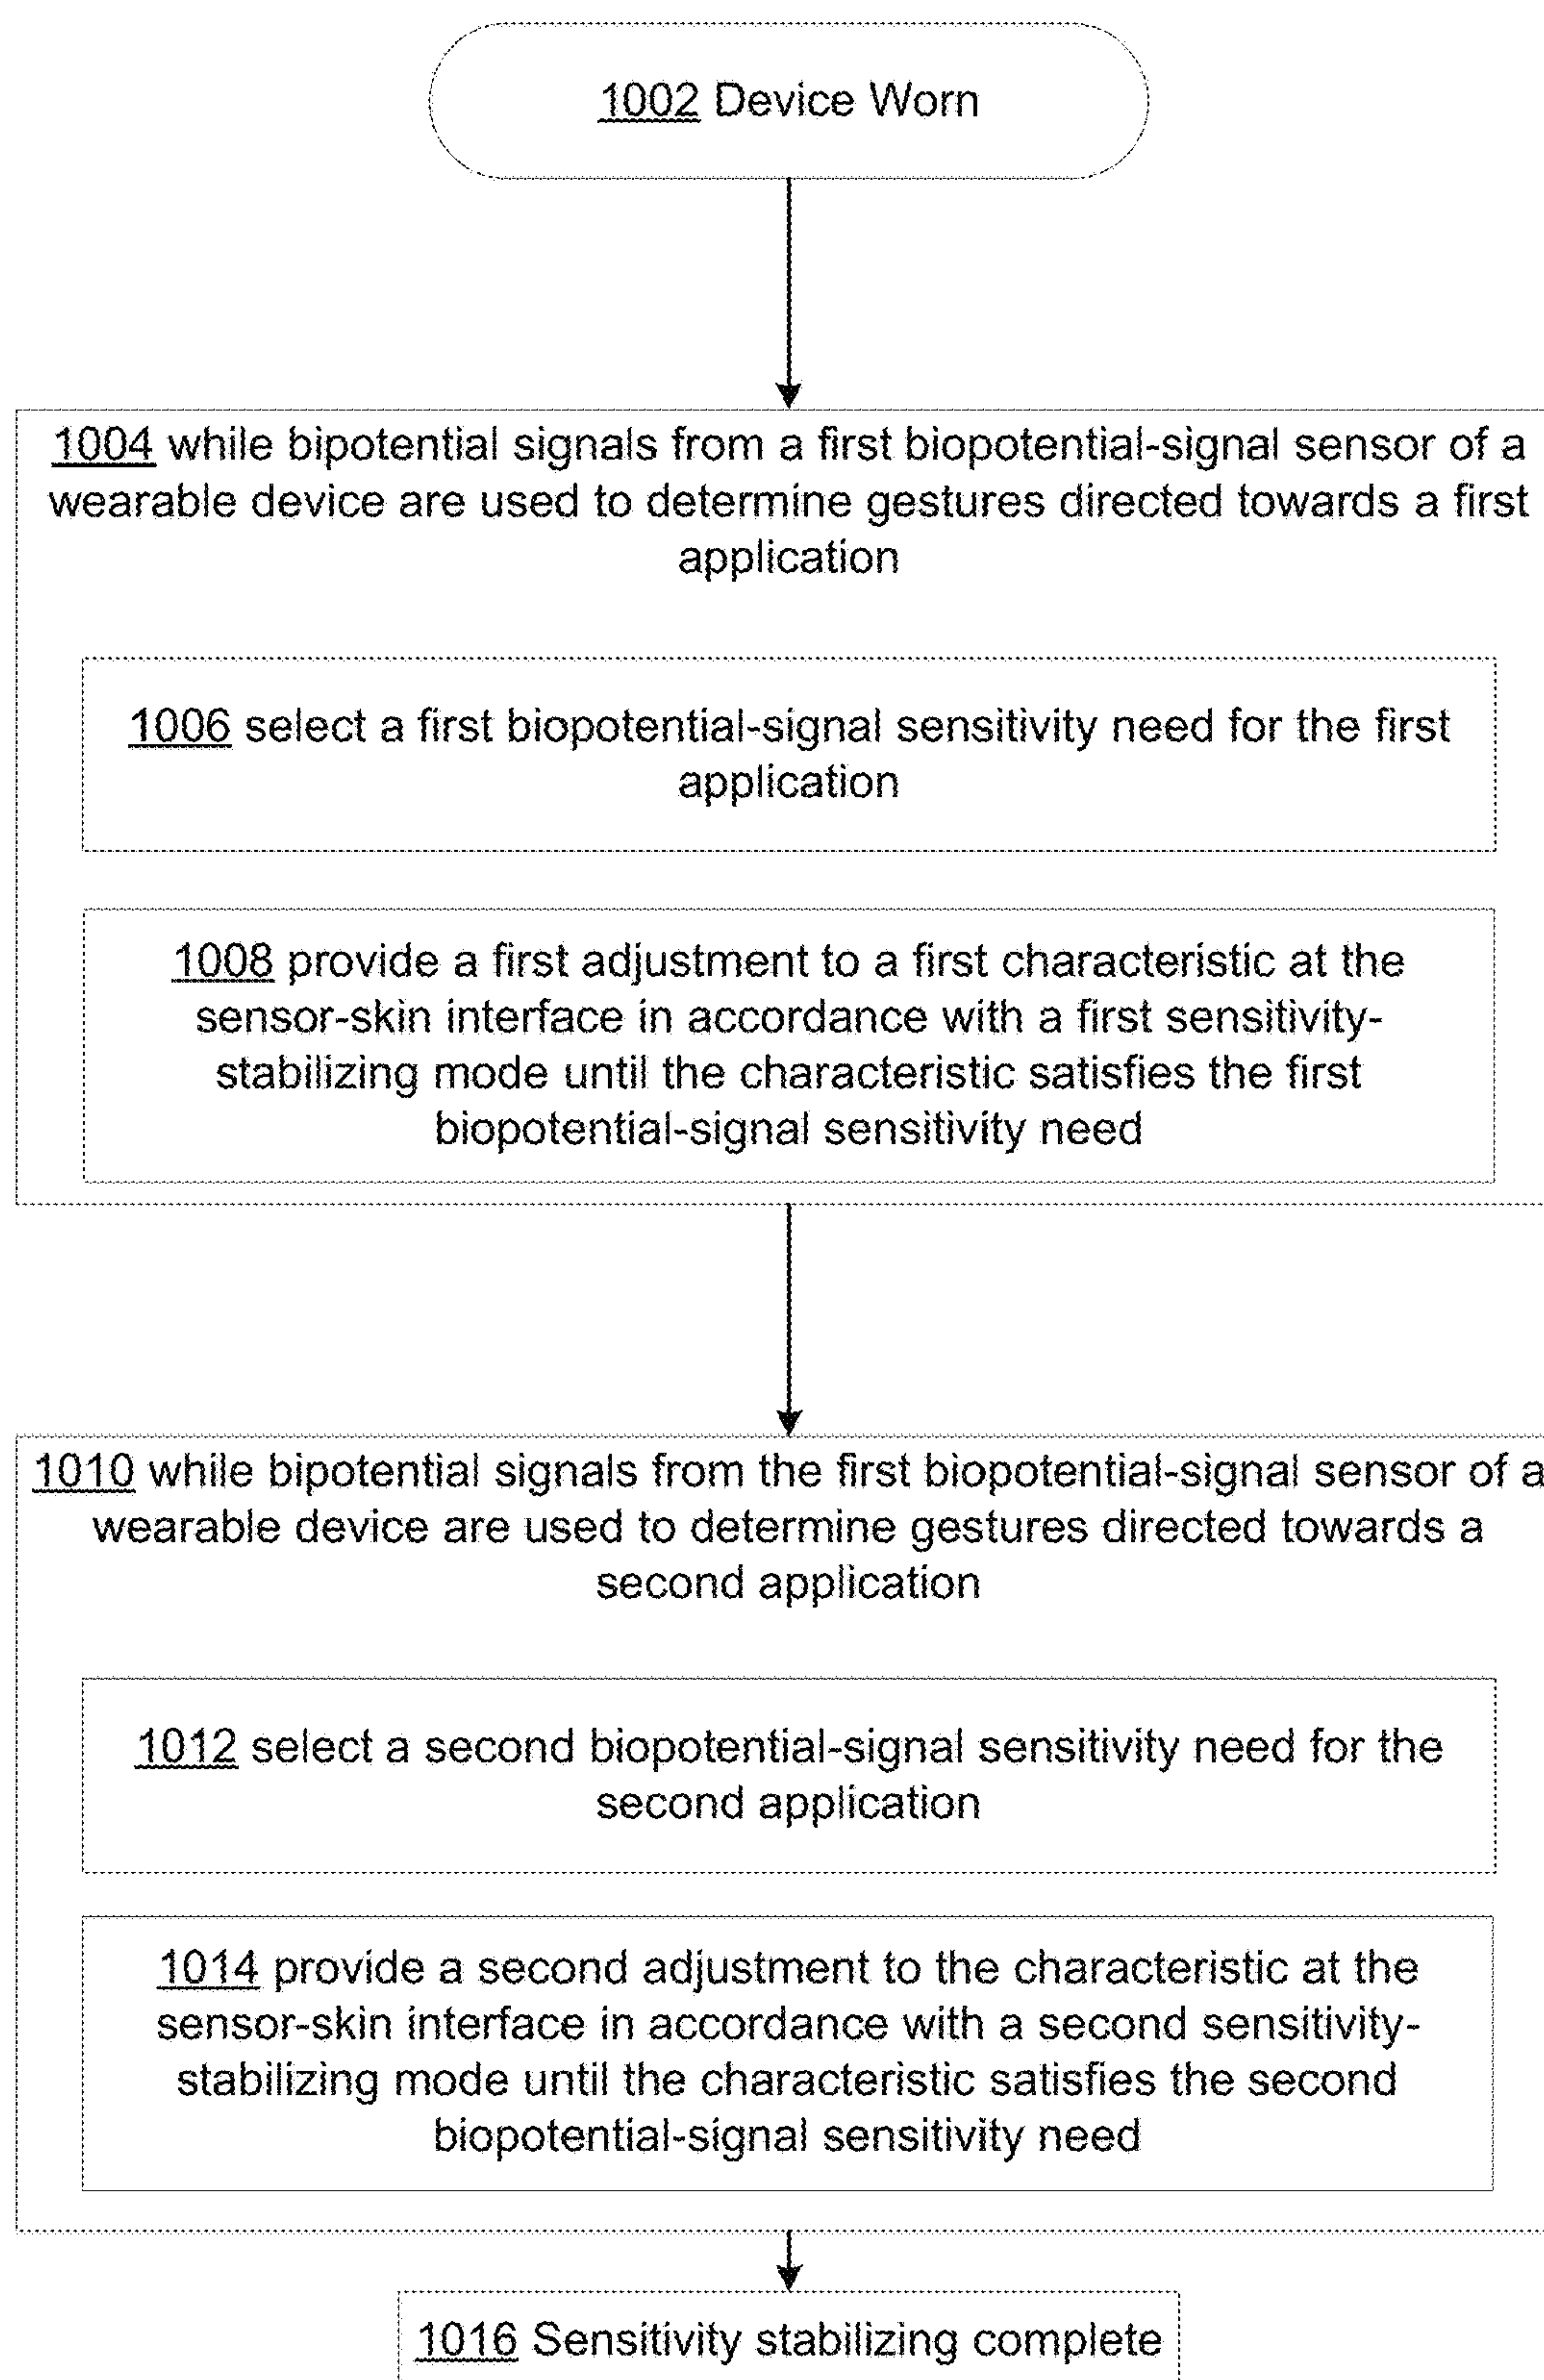 1002 Device Worn
1004 while bipotential signals from a first biopotential-signal sensor of a
wearable device are used to determine gestures directed towards a first
application
1006 select a first biopotential-signal sensitivity need for the first
application
1008 provide a first adjustment to a first characteristic at the
sensor-skin interface in accordance with a first sensitivity-
stabilizing mode until the characteristic satisfies the first
biopotential-signal sensitivity need
1010 while bipotential signals from the first biopotential-signal sensor of a
wearable device are used to determine gestures directed towards a
second application
1012 select a second biopotential-signal sensitivity need for the
second application
1014 provide a second adjustment to the characteristic at the
sensor-skin interface in accordance with a second sensitivity-
stabilizing mode until the characteristic satisfies the second
biopotential-signal sensitivity need
1016 Sensitivity stabilizing complete